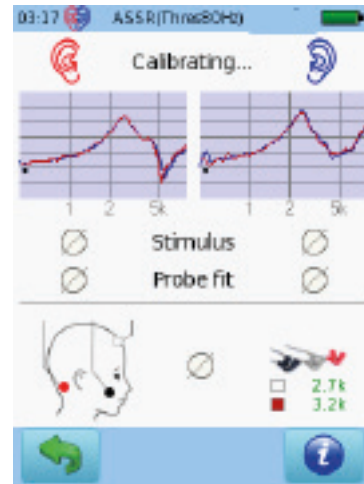 03:17 ASSR(Thres80Hz)
Calibrating...
1 2 5k 1 2 5k
Stimulus
Probe fit
2.7k
3.2k
i